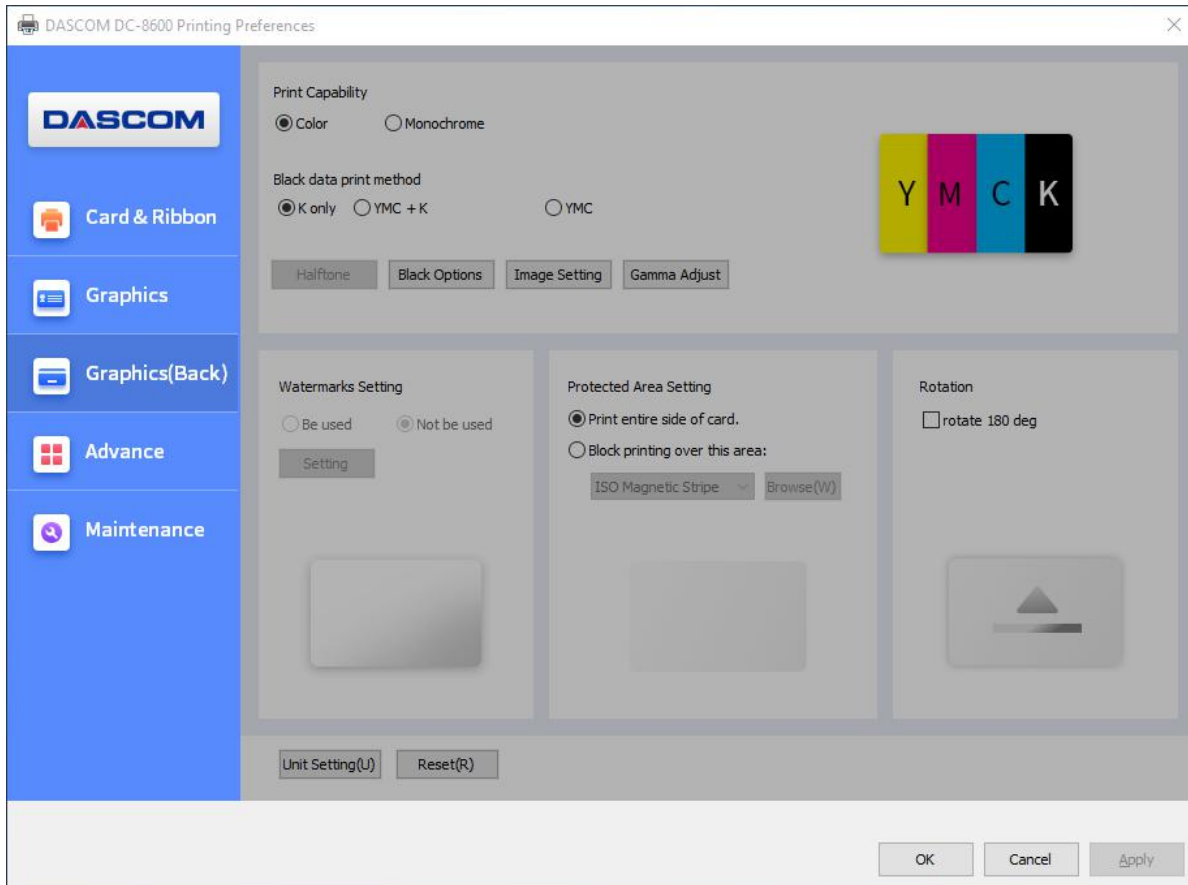 DASCOM DC-8600 Printing Preferences
DASCOM
Card & Ribbon
Graphics
Graphics(Back)
Advance
Maintenance
Print Capability
Color Monochrome
Black data print method
K only YMC + K YMC
Halftone Black Options Image Setting Gamma Adjust
Y M C K
Watermarks Setting
Be used Not be used
Setting
Protected Area Setting
Print entire side of card.
Block printing over this area:
ISO Magnetic Stripe Browse(W)
Rotation
rotate 180 deg
Unit Setting(U) Reset(R)
OK Cancel Apply